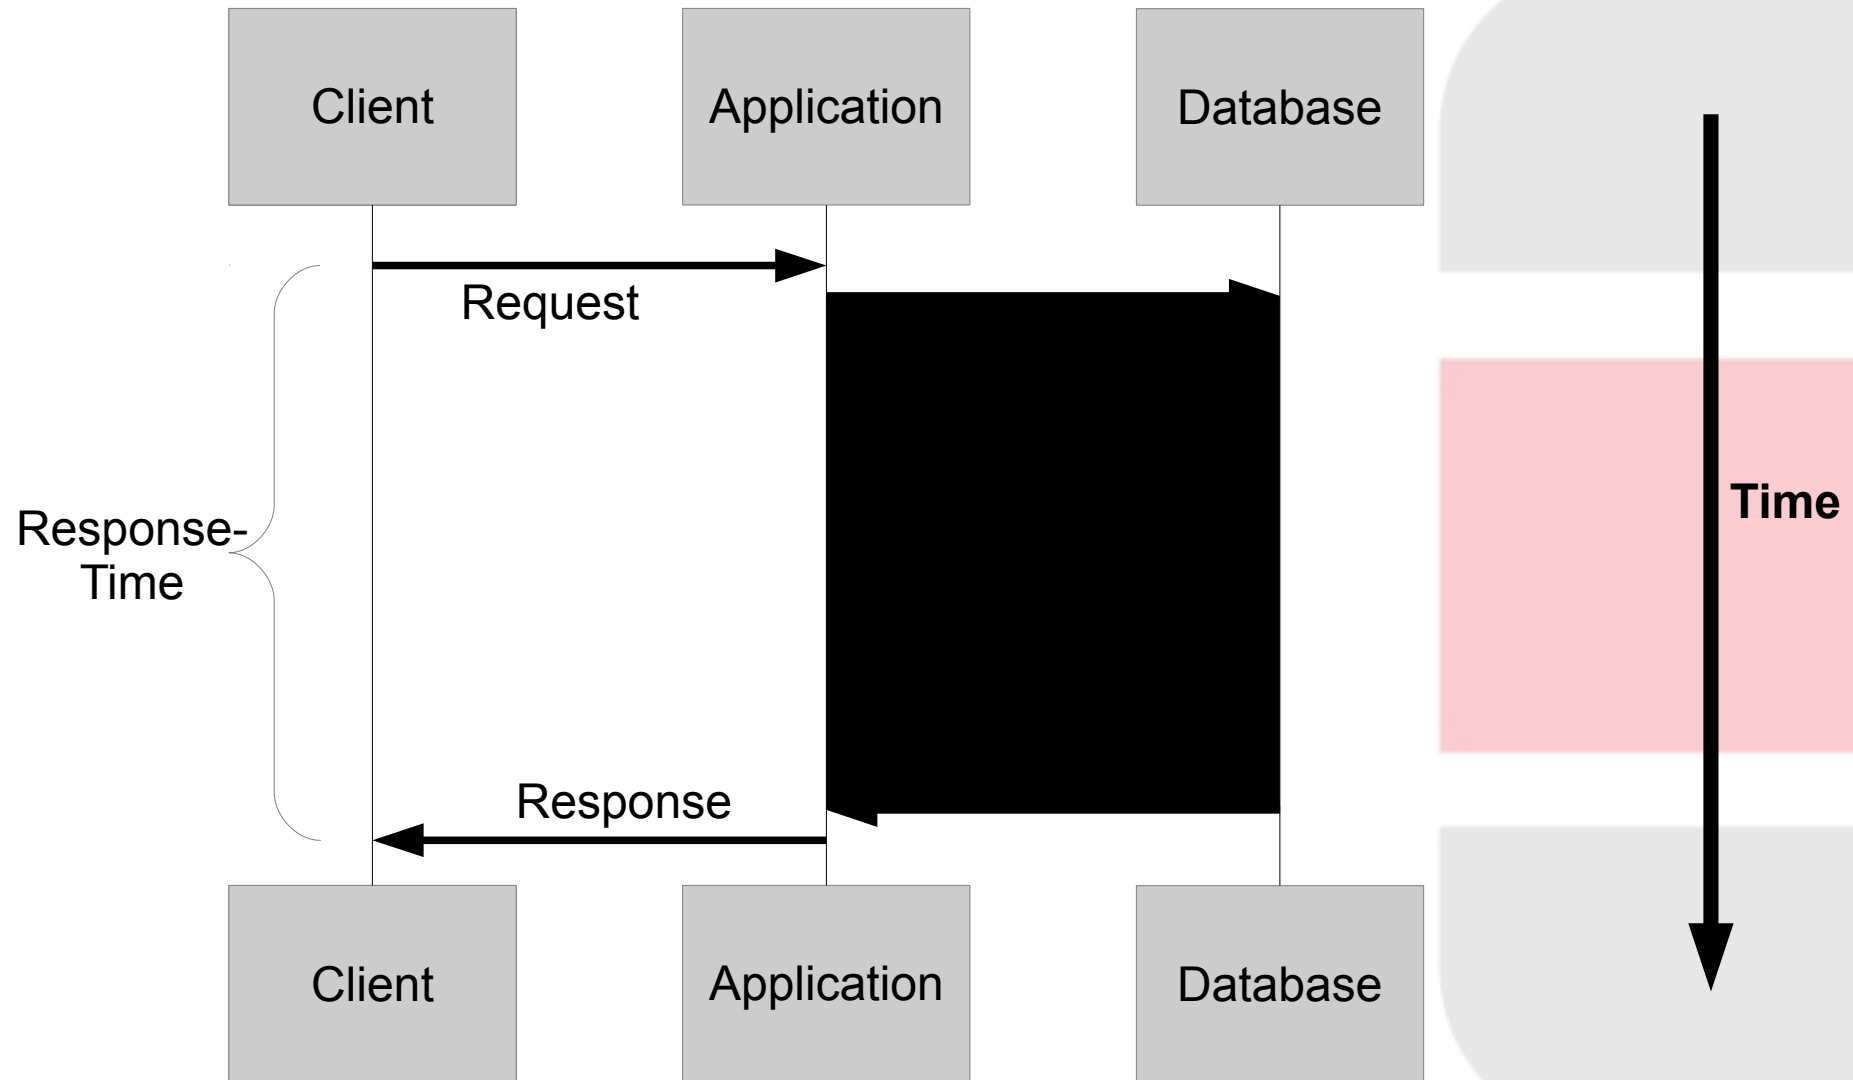 Client
Application
Database
Request
Time
Response-
Time
Response
Client
Application
Database